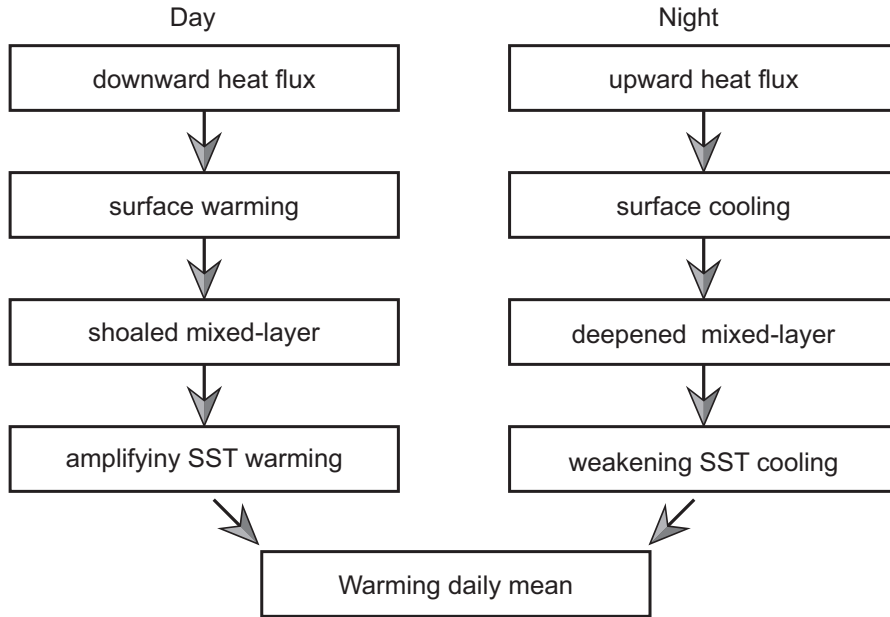 Day
downward heat flux
surface warming
shoaled mixed-layer
amplifyiny SST warming
Night
upward heat flux
surface cooling
deepened  mixed-layer
weakening SST cooling
Warming daily mean